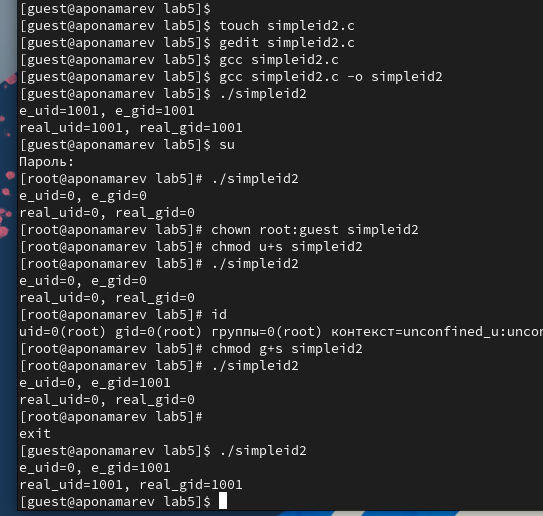 [guest@aponamarev lab5]$
[guest@aponamarev lab5]$ touch simpleid2.c
[guest@aponamarev lab5]$ gedit simpleid2.c
[guest@aponamarev lab5]$ gcc simpleid2.c
[guest@aponamarev lab5]$ gcc simpleid2.c -o simpleid2
[guest@aponamarev lab5]$ ./simpleid2
e_uid=1001, e_gid=1001
real_uid=1001, real_gid=1001
[guest@aponamarev lab5]$ su
Пароль:
[root@aponamarev lab5]# ./simpleid2
e_uid=0, e_gid=0
real_uid=0, real_gid=0
[root@aponamarev lab5]# chown root:guest simpleid2
[root@aponamarev lab5]# chmod u+s simpleid2
[root@aponamarev lab5]# ./simpleid2
e_uid=0, e_gid=0
real_uid=0, real_gid=0
[root@aponamarev lab5]# id
uid=0(root) gid=0(root) группы=0(root) контекст=unconfined_u:uncon
[root@aponamarev lab5]# chmod g+s simpleid2
[root@aponamarev lab5]# ./simpleid2
e_uid=0, e_gid=1001
real_uid=0, real_gid=0
[root@aponamarev lab5]#
exit
[guest@aponamarev lab5]$ ./simpleid2
e_uid=0, e_gid=1001
real_uid=1001, real_gid=1001
[guest@aponamarev lab5]$